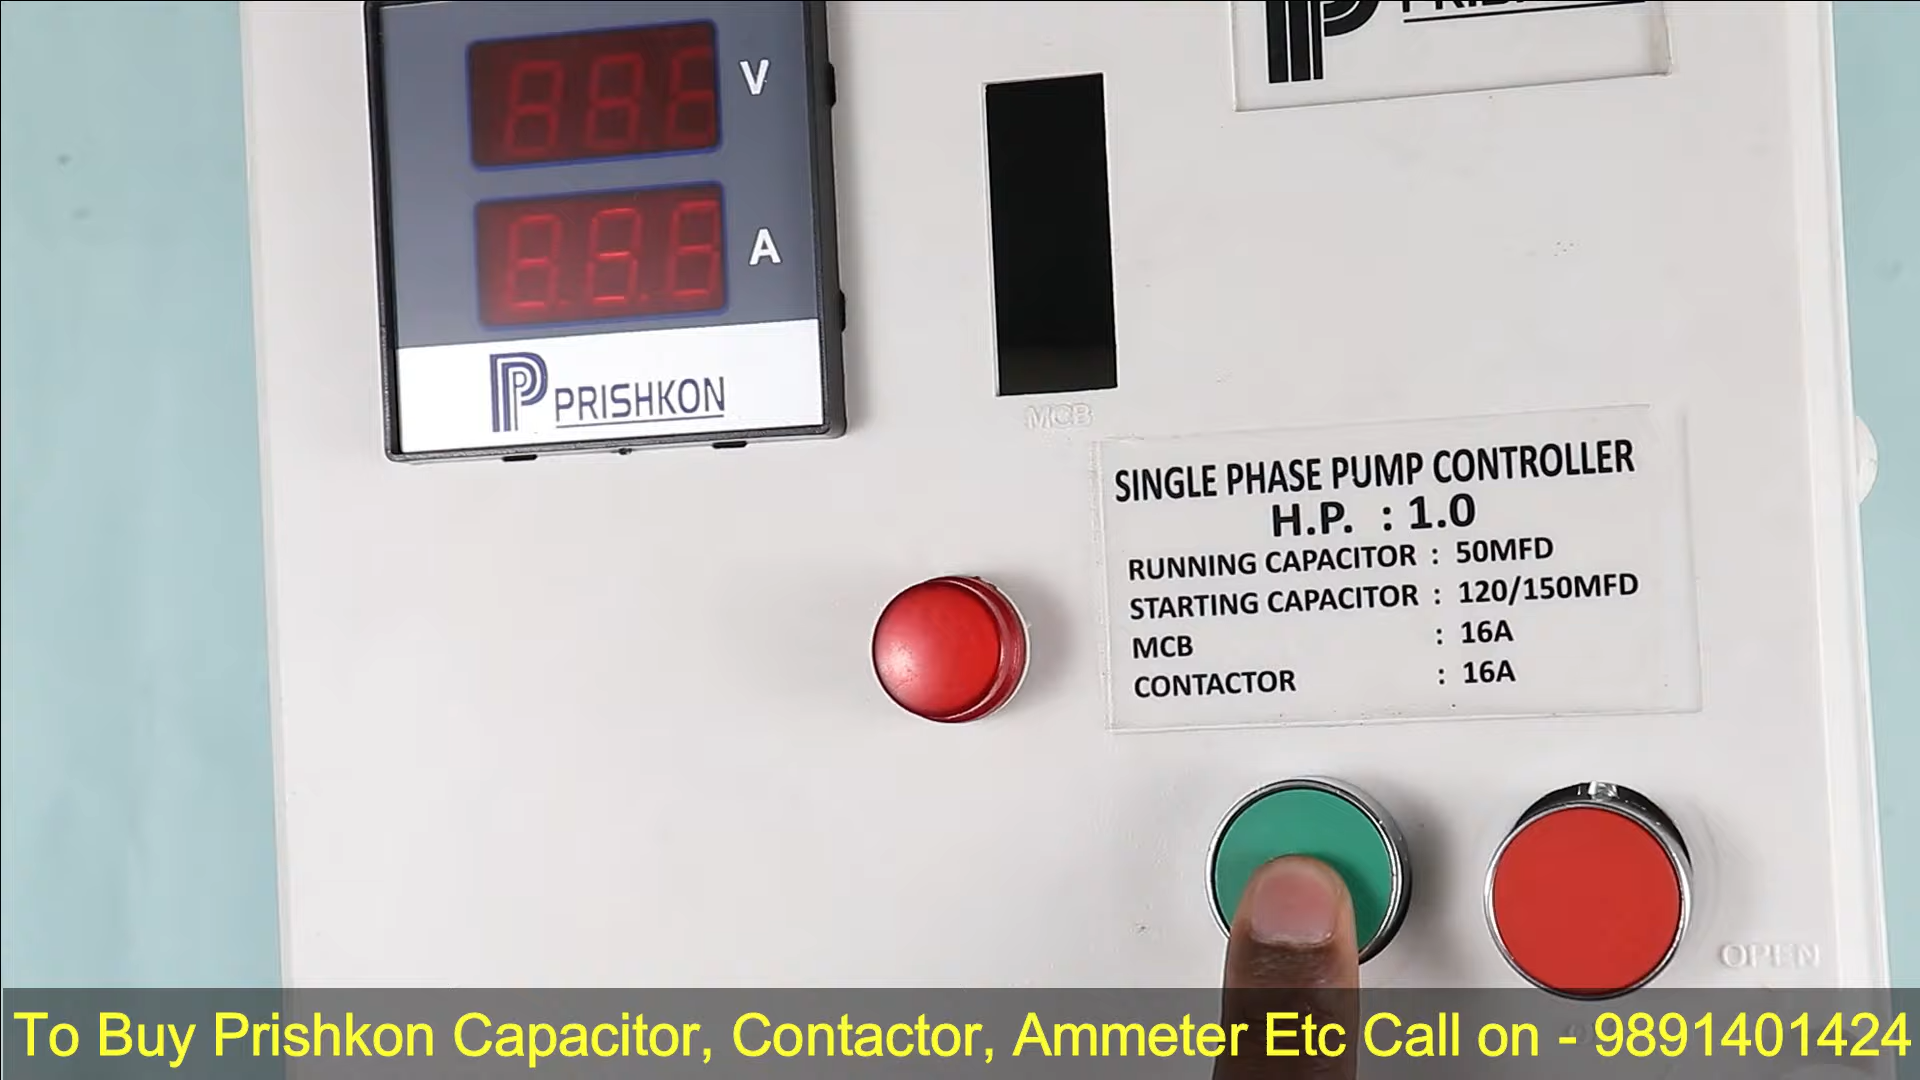 V
A
PRISHKON
MCB
SINGLE PHASE PUMP CONTROLLER
H.P. : 1.0
RUNNING CAPACITOR : 50MFD
STARTING CAPACITOR : 120/150MFD
MCB : 16A
CONTACTOR : 16A
OPEN
To Buy Prishkon Capacitor, Contactor, Ammeter Etc Call on - 9891401424